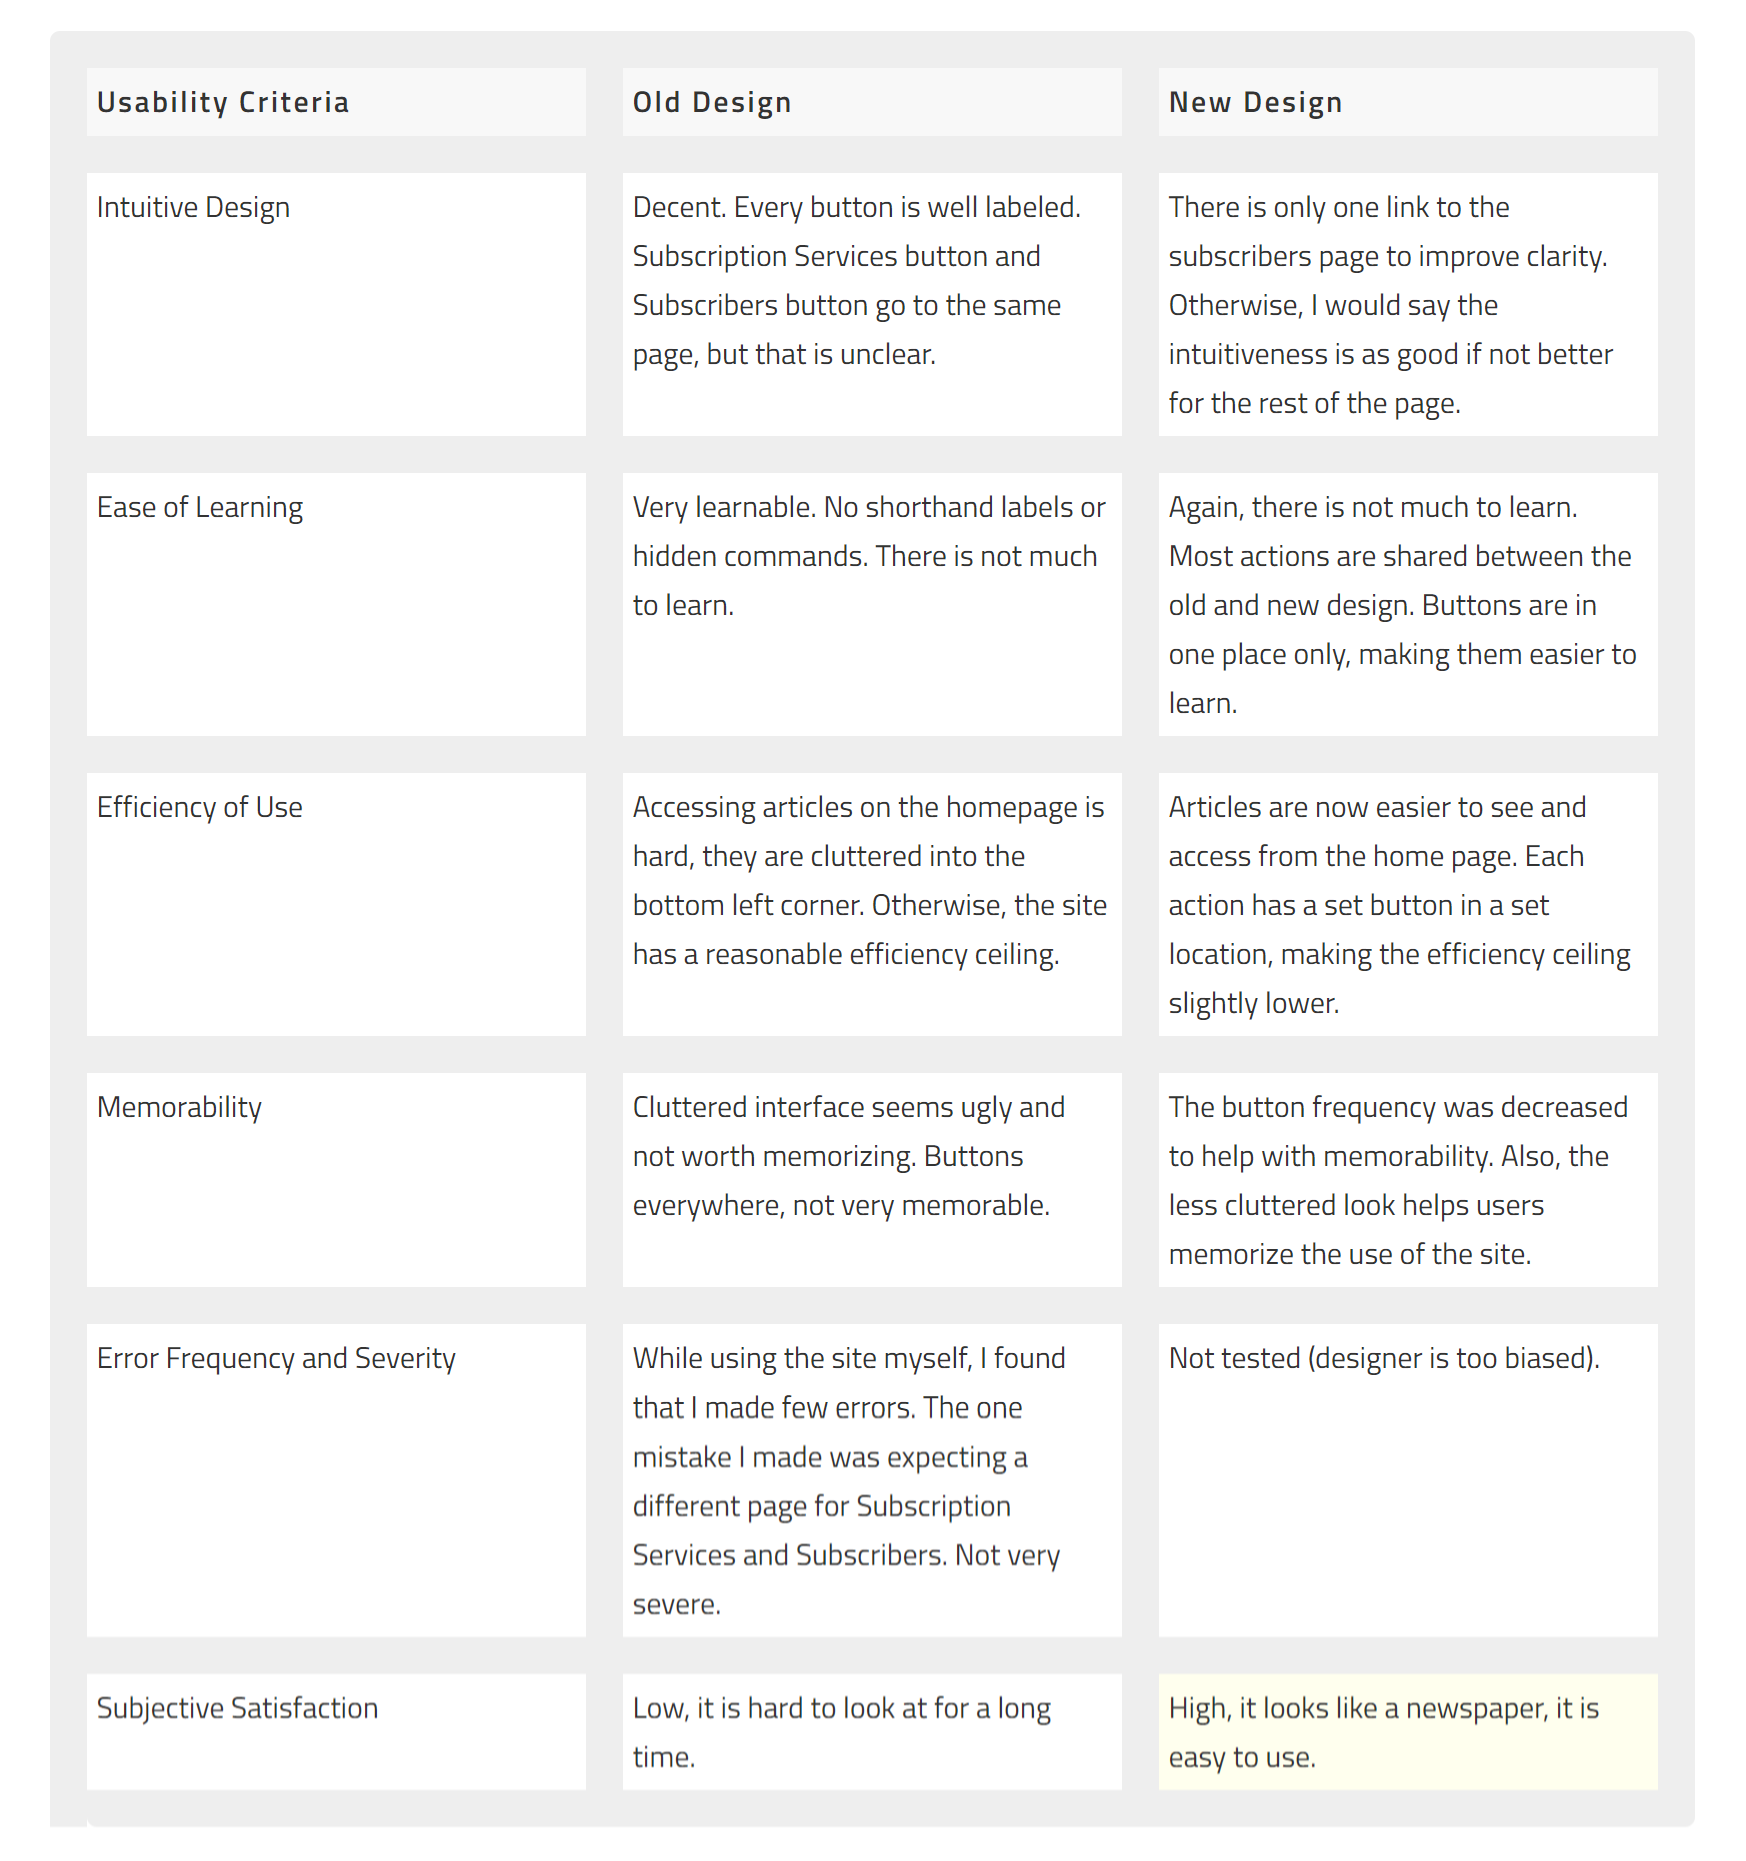 Usability Criteria
Old Design
New Design
Intuitive Design
Decent. Every button is well labeled.
Subscription Services button and
Subscribers button go to the same
page, but that is unclear.
There is only one link to the
subscribers page to improve clarity.
Otherwise, I would say the
intuitiveness is as good if not better
for the rest of the page.
Ease of Learning
Very learnable. No shorthand labels or
hidden commands. There is not much
to learn.
Again, there is not much to learn.
Most actions are shared between the
old and new design. Buttons are in
one place only, making them easier to
learn.
Efficiency of Use
Accessing articles on the homepage is
hard, they are cluttered into the
bottom left corner. Otherwise, the site
has a reasonable efficiency ceiling.
Articles are now easier to see and
access from the home page. Each
action has a set button in a set
location, making the efficiency ceiling
slightly lower.
Memorability
Cluttered interface seems ugly and
not worth memorizing. Buttons
everywhere, not very memorable.
The button frequency was decreased
to help with memorability. Also, the
less cluttered look helps users
memorize the use of the site.
Error Frequency and Severity
While using the site myself, I found
that I made few errors. The one
mistake I made was expecting a
different page for Subscription
Services and Subscribers. Not very
severe.
Not tested (designer is too biased).
Subjective Satisfaction
Low, it is hard to look at for a long
time.
High, it looks like a newspaper, it is
easy to use.